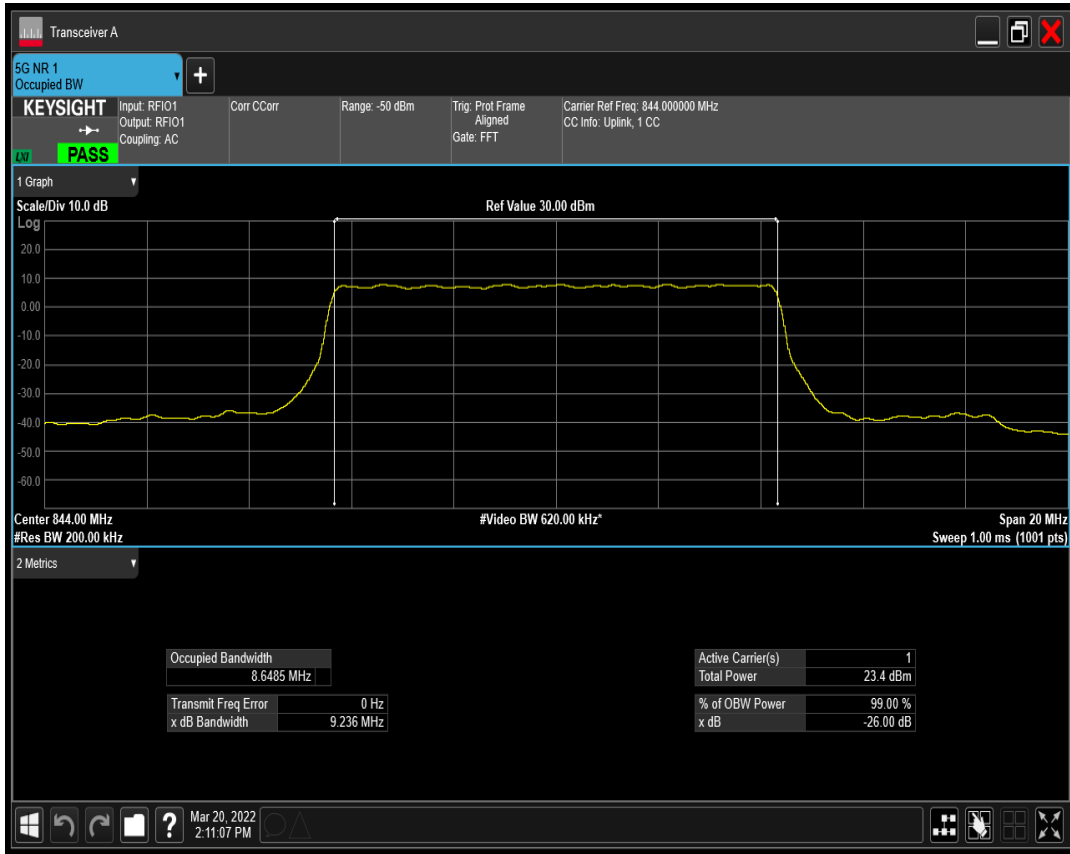 Transceiver A
5G NR 1
Occupied BW
+
KEYSIGHT
LXI
PASS
Input: RFIO1
Output: RFIO1
Coupling: AC
Corr CCorr
Range: -50 dBm
Trig: Prot Frame
Aligned
Gate: FFT
Carrier Ref Freq: 844.000000 MHz
CC Info: Uplink, 1 CC
1 Graph
Scale/Div 10.0 dB
Ref Value 30.00 dBm
Log
20.0
10.0
0.00
-10.0
-20.0
-30.0
-40.0
-50.0
-60.0
Center 844.00 MHz
#Video BW 620.00 kHz*
Span 20 MHz
#Res BW 200.00 kHz
Sweep 1.00 ms (1001 pts)
2 Metrics
Occupied Bandwidth
8.6485 MHz
Transmit Freq Error 0 Hz
x dB Bandwidth 9.236 MHz
Active Carrier(s) 1
Total Power 23.4 dBm
% of OBW Power 99.00 %
x dB -26.00 dB
?
Mar 20, 2022
2:11:07 PM